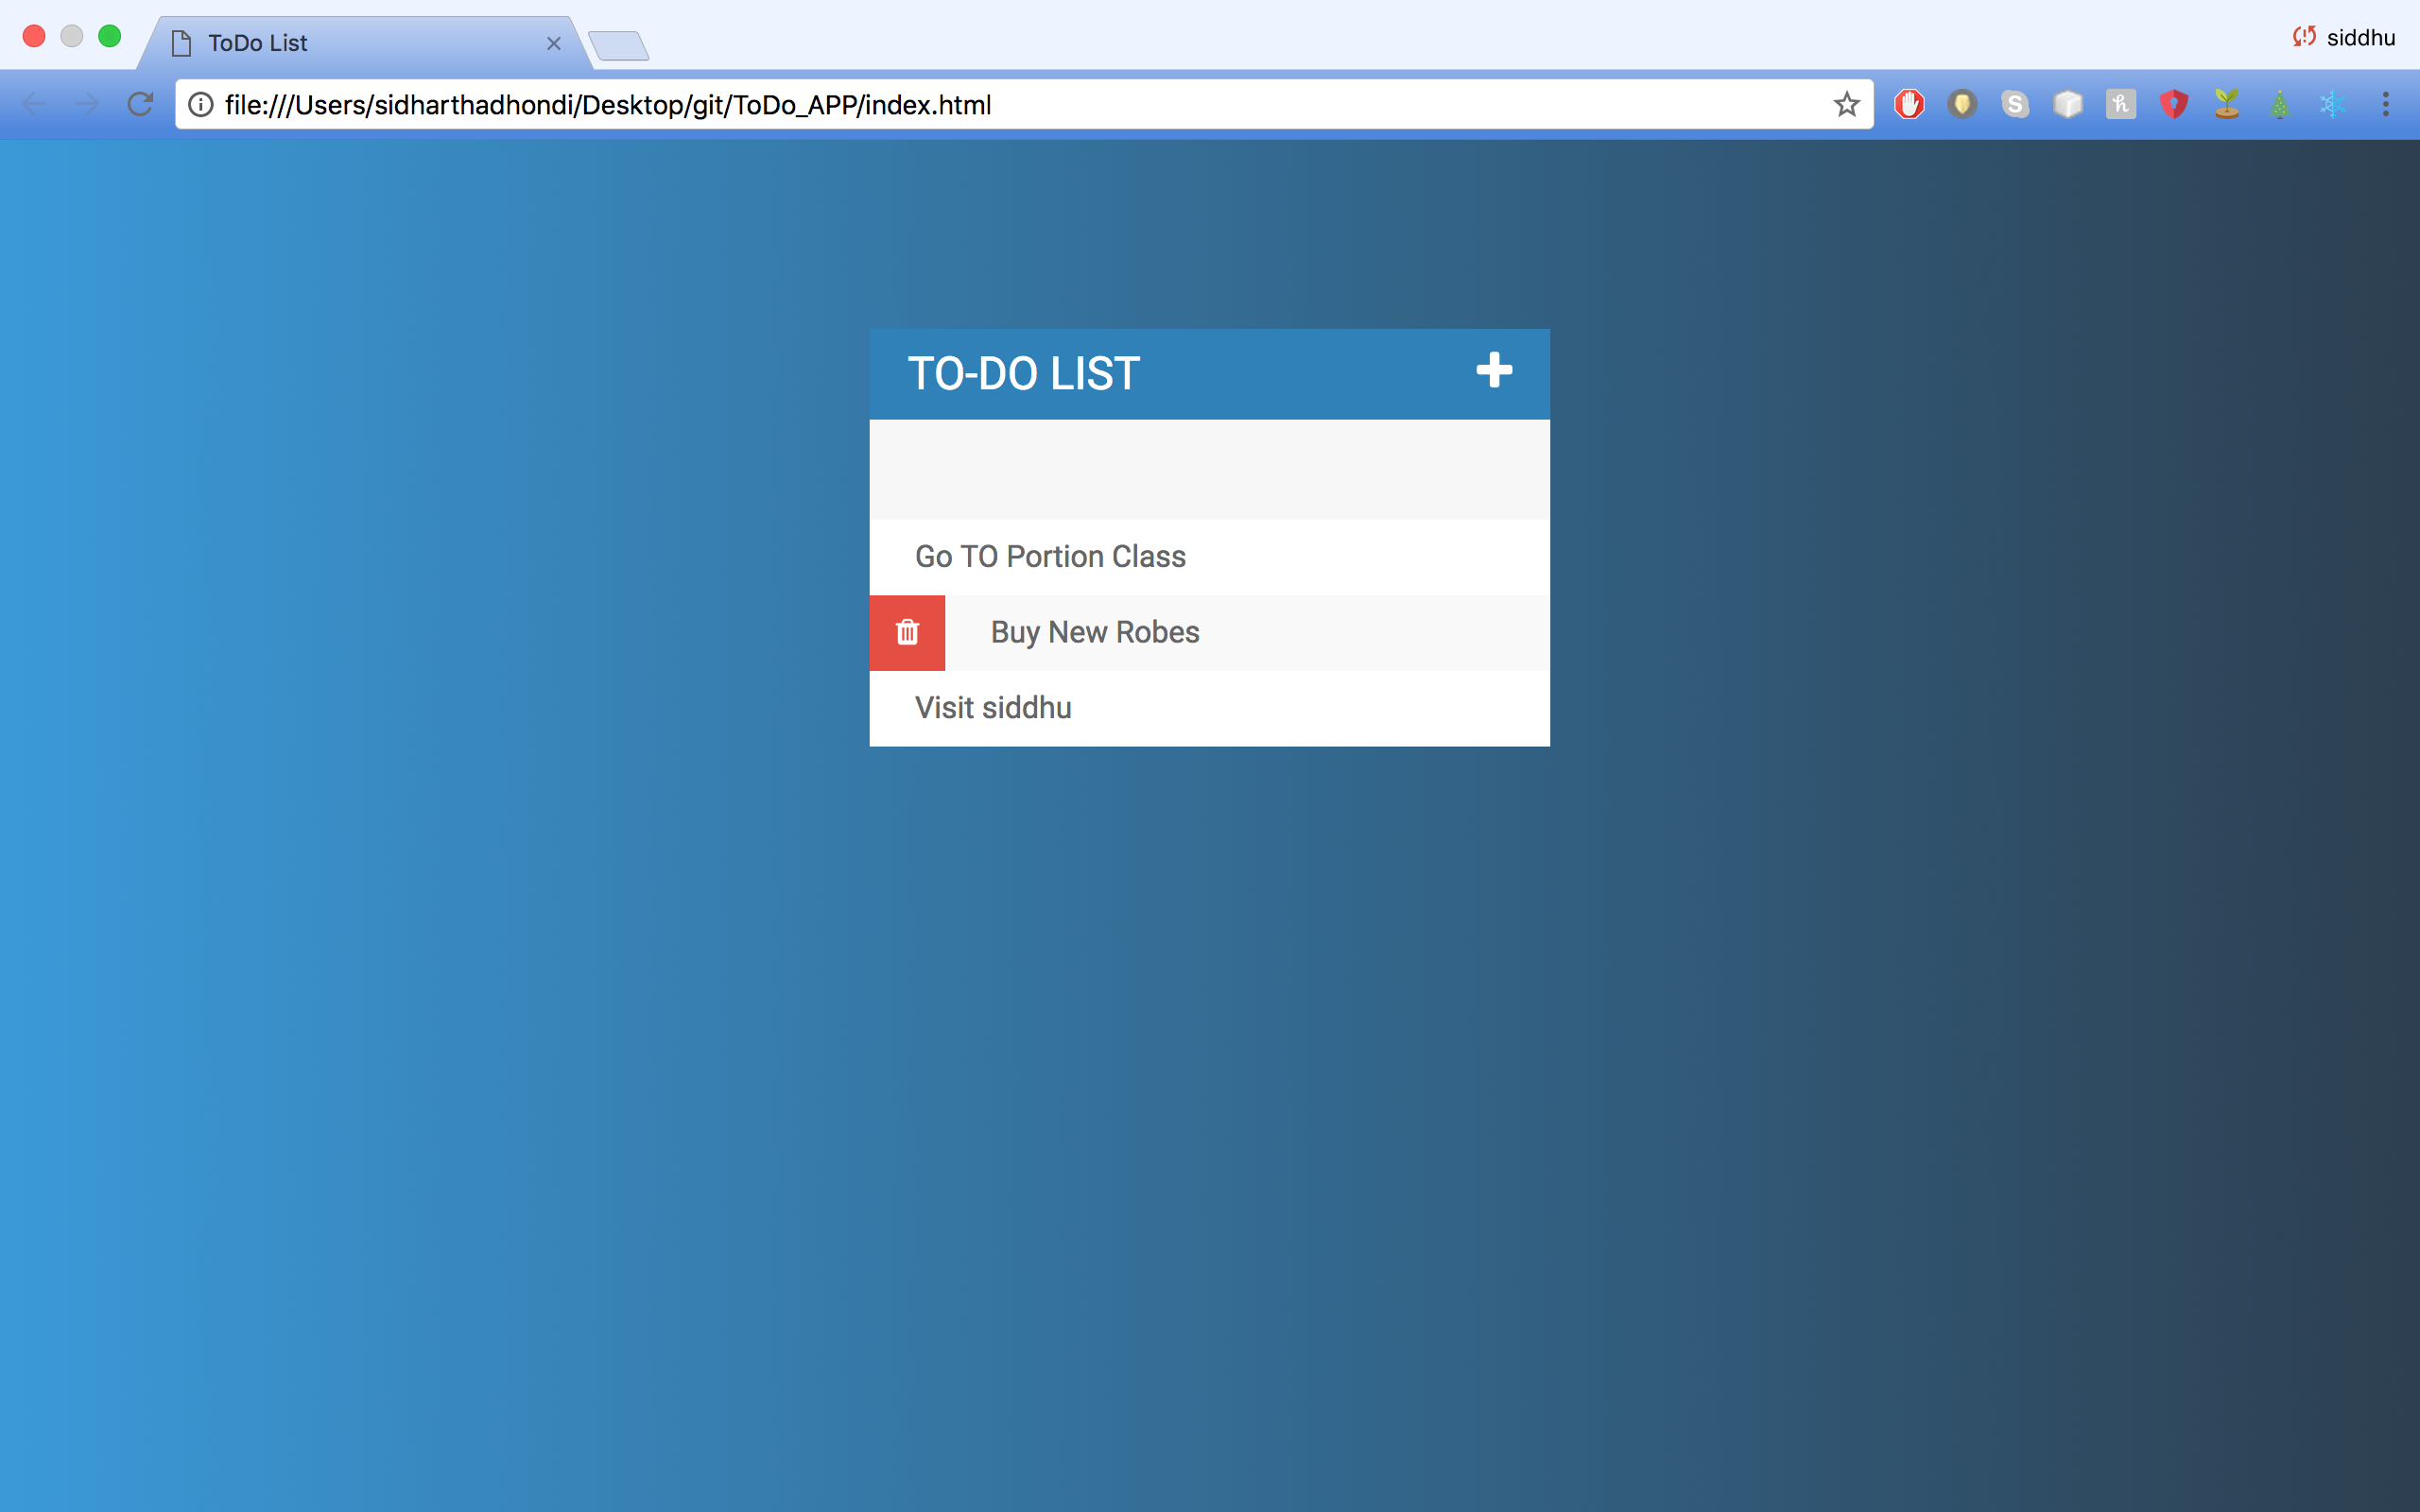 ToDo List
siddhu
file:///Users/sidharthadhondi/Desktop/git/ToDo_APP/index.html
TO-DO LIST
Go TO Portion Class
Buy New Robes
Visit siddhu